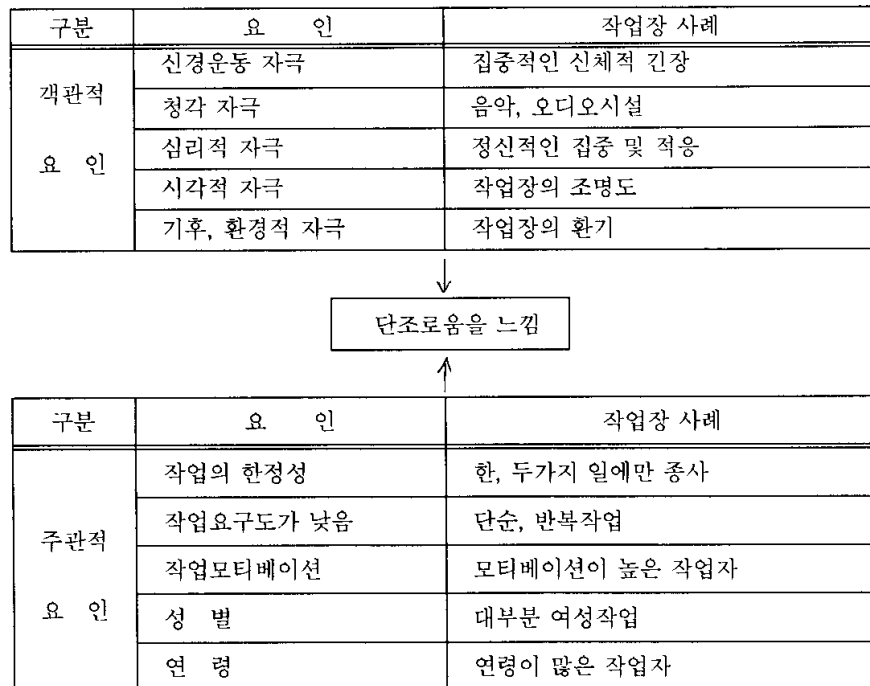 구분 요 인 작업장 사례
객관적 요 인
신경운동 자극 집중적인 신체적 긴장
청각 자극 음악, 오디오시설
심리적 자극 정신적인 집중 및 적응
시각적 자극 작업장의 조명도
기후, 환경적 자극 작업장의 환기
단조로움을 느낌
구분 요 인 작업장 사례
주관적 요 인
작업의 한정성 한, 두가지 일에만 종사
작업요구도가 낮음 단순, 반복작업
작업모티베이션 모티베이션이 높은 작업자
성 별 대부분 여성작업
연 령 연령이 많은 작업자